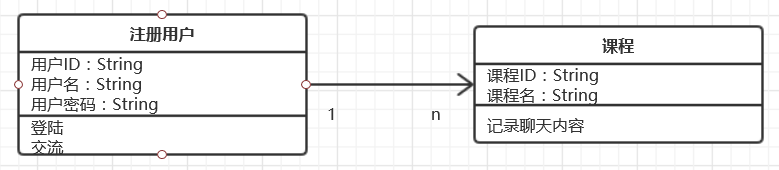 注册用户
用户ID：String
用户名：String
用户密码：String
登陆
交流
1
n
课程
课程ID：String
课程名：String
记录聊天内容